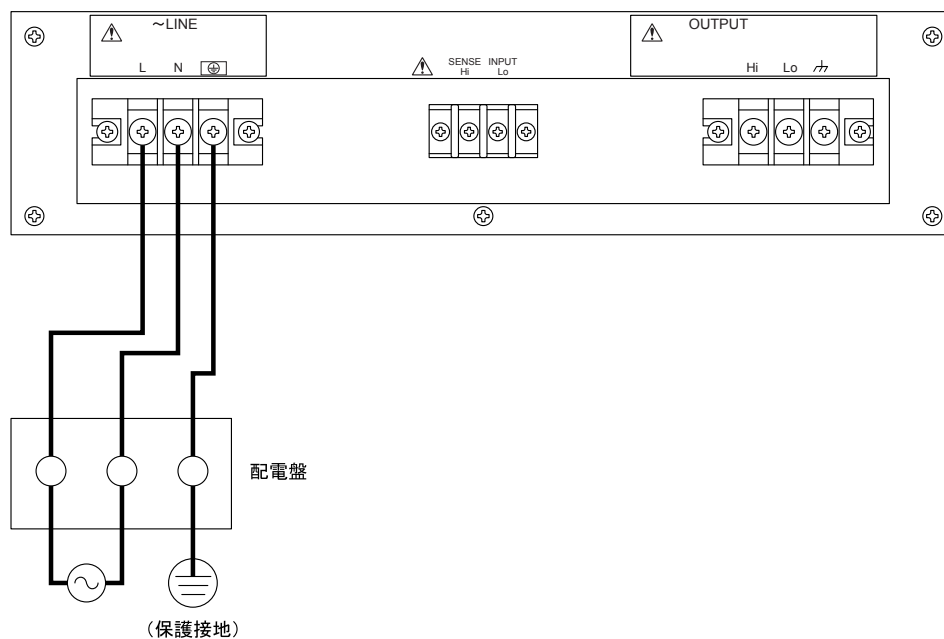 ~LINE
L N
SENSE INPUT
Hi Lo
OUTPUT
Hi Lo
配電盤
(保護接地)